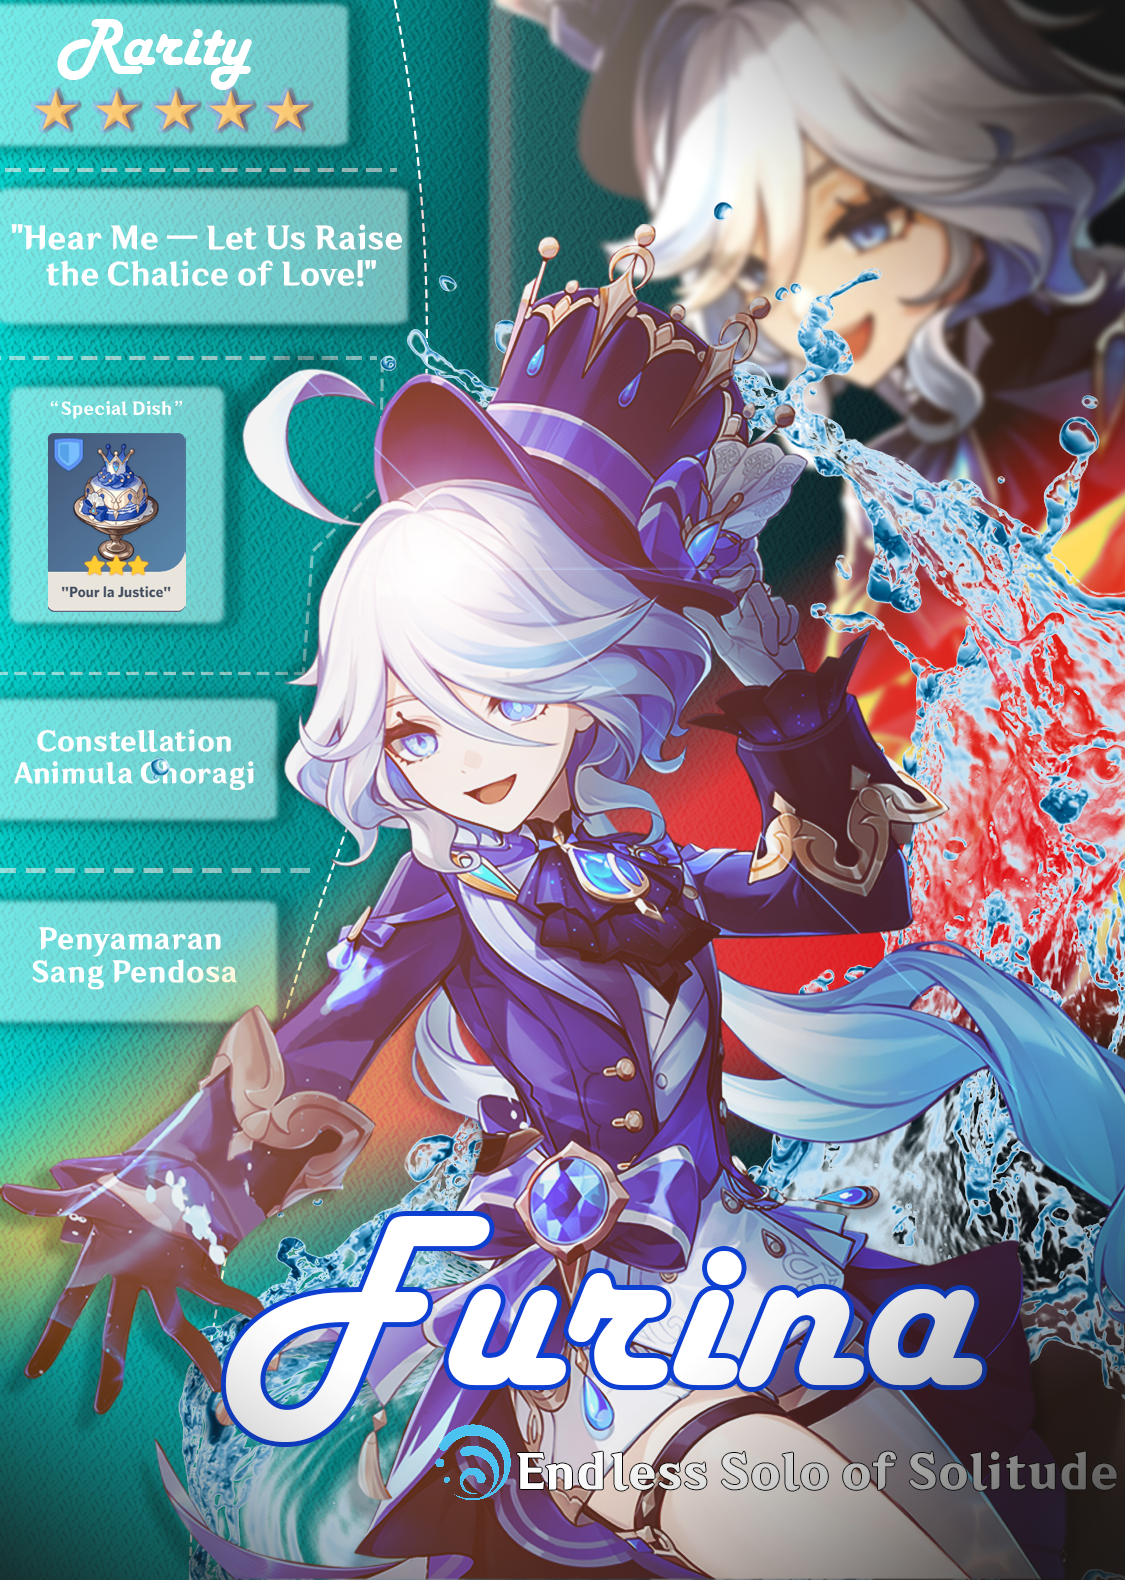 Rarity
"Hear Me — Let Us Raise
the Chalice of Love!"
“Special Dish”
"Pour la Justice"
Constellation
Animula Choragi
Penyamaran
Sang Pendosa
Furina
Endless Solo of Solitude